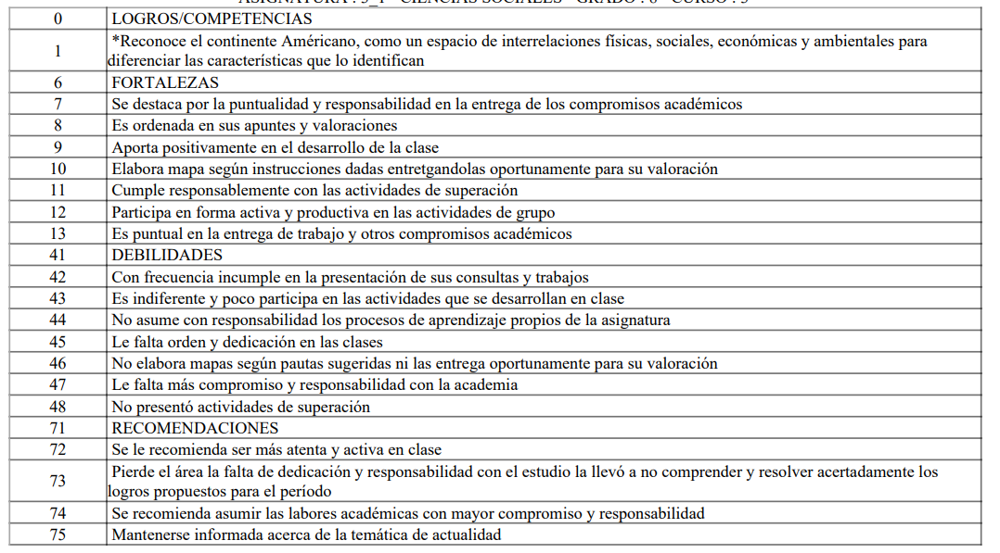 ASIGNATURA : 5_1 - CIENCIAS SOCIALES - GRADO : 6 - CURSO : 5
0 LOGROS/COMPETENCIAS
1 *Reconoce el continente Américano, como un espacio de interrelaciones físicas, sociales, económicas y ambientales para
diferenciar las características que lo identifican
6 FORTALEZAS
7 Se destaca por la puntualidad y responsabilidad en la entrega de los compromisos académicos
8 Es ordenada en sus apuntes y valoraciones
9 Aporta positivamente en el desarrollo de la clase
10 Elabora mapa según instrucciones dadas entretgandolas oportunamente para su valoración
11 Cumple responsablemente con las actividades de superación
12 Participa en forma activa y productiva en las actividades de grupo
13 Es puntual en la entrega de trabajo y otros compromisos académicos
41 DEBILIDADES
42 Con frecuencia incumple en la presentación de sus consultas y trabajos
43 Es indiferente y poco participa en las actividades que se desarrollan en clase
44 No asume con responsabilidad los procesos de aprendizaje propios de la asignatura
45 Le falta orden y dedicación en las clases
46 No elabora mapas según pautas sugeridas ni las entrega oportunamente para su valoración
47 Le falta más compromiso y responsabilidad con la academia
48 No presentó actividades de superación
71 RECOMENDACIONES
72 Se le recomienda ser más atenta y activa en clase
73 Pierde el área la falta de dedicación y responsabilidad con el estudio la llevó a no comprender y resolver acertadamente los
logros propuestos para el período
74 Se recomienda asumir las labores académicas con mayor compromiso y responsabilidad
75 Mantenerse informada acerca de la temática de actualidad